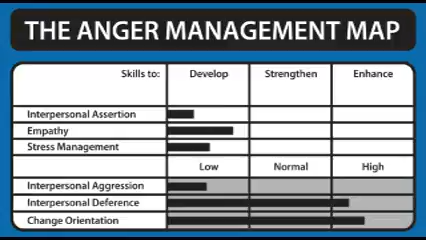 THE ANGER MANAGEMENT MAP
Skills to: Develop Strengthen Enhance
Interpersonal Assertion
Empathy
Stress Management
Low Normal High
Interpersonal Aggression
Interpersonal Deference
Change Orientation